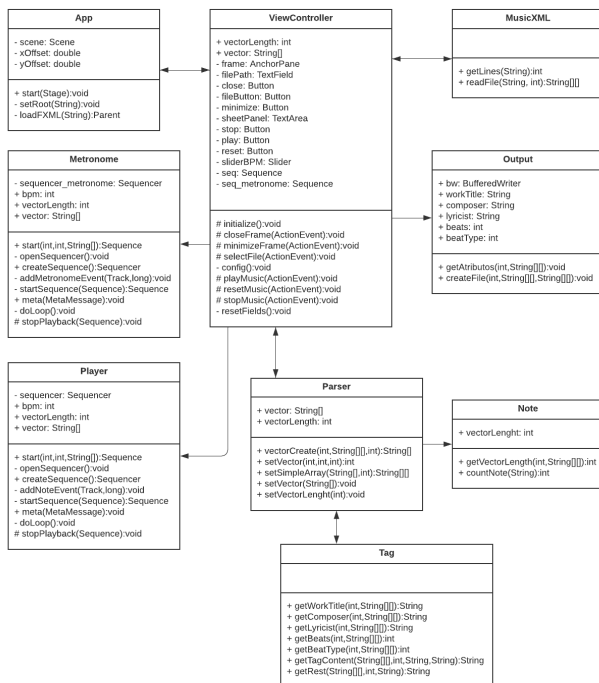 App
- scene: Scene
- xOffset: double
- yOffset: double
+ start(Stage):void
- setRoot(String):void
- loadFXML(String):Parent
ViewController
+ vectorLength: int
+ vector: String[]
- frame: AnchorPane
- filePath: TextField
- close: Button
- fileButton: Button
- minimize: Button
- sheetPanel: TextArea
- stop: Button
- play: Button
- reset: Button
- sliderBPM: Slider
- seq: Sequence
- seq_metronome: Sequence
# initialize():void
# closeFrame(ActionEvent):void
# minimizeFrame(ActionEvent):void
# selectFile(ActionEvent):void
- config():void
# playMusic(ActionEvent):void
# resetMusic(ActionEvent):void
# stopMusic(ActionEvent):void
- resetFields():void
MusicXML
+ getLines(String):int
+ readFile(String, int):String[][]
Metronome
- sequencer_metronome: Sequencer
+ bpm: int
+ vectorLength: int
+ vector: String[]
+ start(int,int,String[]):Sequence
- openSequencer():void
+ createSequence():Sequencer
- addMetronomeEvent(Track,long):void
- startSequence(Sequence):Sequence
+ meta(MetaMessage):void
- doLoop():void
# stopPlayback(Sequence):void
Output
+ bw: BufferedWriter
+ workTitle: String
+ composer: String
+ lyricist: String
+ beats: int
+ beatType: int
+ getAtributos(int,String[][]):void
+ createFile(int,String[][],String[][]):void
Player
- sequencer: Sequencer
+ bpm: int
+ vectorLength: int
+ vector: String[]
+ start(int,int,String[]):Sequence
- openSequencer():void
+ createSequence():Sequencer
- addNoteEvent(Track,long):void
- startSequence(Sequence):Sequence
+ meta(MetaMessage):void
- doLoop():void
# stopPlayback(Sequence):void
Parser
+ vector: String[]
+ vectorLength: int
+ vectorCreate(int,String[][],int):String[]
+ setVector(int,int,int):int
+ setSimpleArray(String[],int):String[][]
+ setVector(String[]):void
+ setVectorLenght(int):void
Note
+ vectorLenght: int
+ getVectorLength(int,String[][]):int
+ countNote(String):int
Tag
+ getWorkTitle(int,String[][]):String
+ getComposer(int,String[][]):String
+ getLyricist(int,String[][]):String
+ getBeats(int,String[][]):int
+ getBeatType(int,String[][]):int
+ getTagContent(String[][],int,String,String):String
+ getRest(String[][],int,String):String